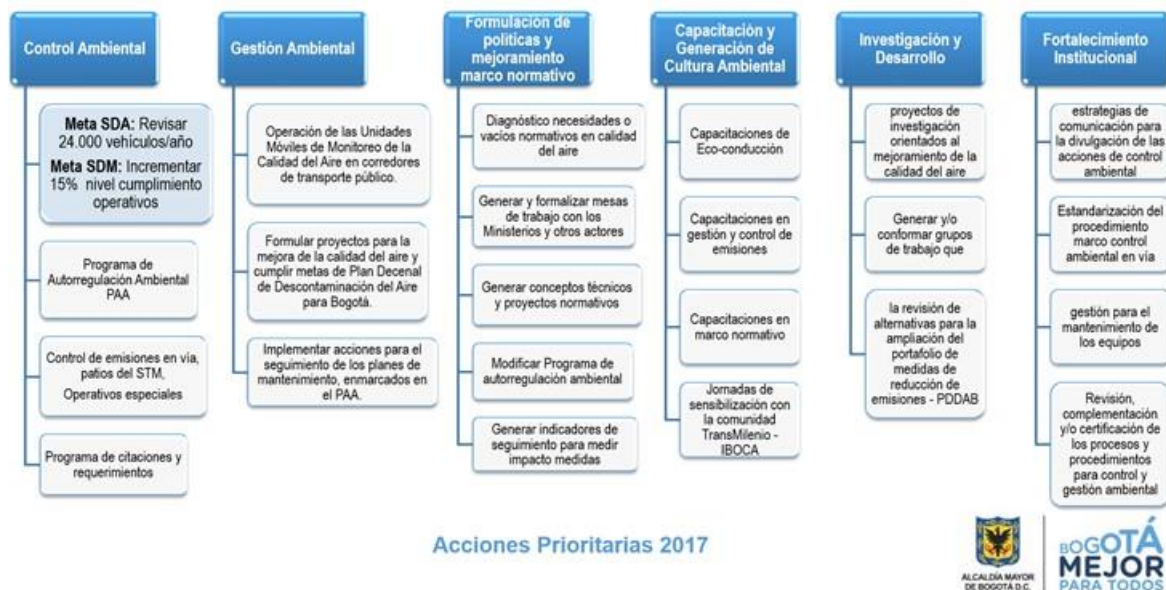 Control Ambiental
Meta SDA: Revisar
24.000 vehículos/año
Meta SDM: Incrementar
15% nivel cumplimiento
operativos
Programa de
Autorregulación Ambiental
PAA
Control de emisiones en vía,
patios del STM,
Operativos especiales
Programa de citaciones y
requerimientos
Gestión Ambiental
Operación de las Unidades
Móviles de Monitoreo de la
Calidad del Aire en corredores
de transporte público.
Formular proyectos para la
mejora de la calidad del aire y
cumplir metas de Plan Decenal
de Descontaminación del Aire
para Bogotá.
Implementar acciones para el
seguimiento de los planes de
mantenimiento, enmarcados en
el PAA.
Formulación de
políticas y
mejoramiento
marco normativo
Diagnóstico necesidades o
vacíos normativos en calidad
del aire
Generar y formalizar mesas
de trabajo con los
Ministerios y otros actores
Generar conceptos técnicos
y proyectos normativos
Modificar Programa de
autorregulación ambiental
Generar indicadores de
seguimiento para medir
impacto medidas
Capacitación y
Generación de
Cultura Ambiental
Capacitaciones de
Eco-conducción
Capacitaciones en
gestión y control de
emisiones
Capacitaciones en
marco normativo
Jornadas de
sensibilización con
la comunidad
TransMilenio -
IBOCA
Investigación y
Desarrollo
proyectos de
investigación
orientados al
mejoramiento de la
calidad del aire
Generar y/o
conformar grupos
de trabajo que
la revisión de
alternativas para la
ampliación del
portafolio de
medidas de
reducción de
emisiones - PDDAB
Fortalecimiento
Institucional
estrategias de
comunicación para
la divulgación de las
acciones de control
ambiental
Estandarización del
procedimiento
marco control
ambiental en vía
gestión para el
mantenimiento de
los equipos
Revisión,
complementación
y/o certificación de
los procesos y
procedimientos
para control y
gestión ambiental
Acciones Prioritarias 2017
ALCALDÍA MAYOR
DE BOGOTÁ D.C.
BOGOTÁ
MEJOR
PARA TODOS